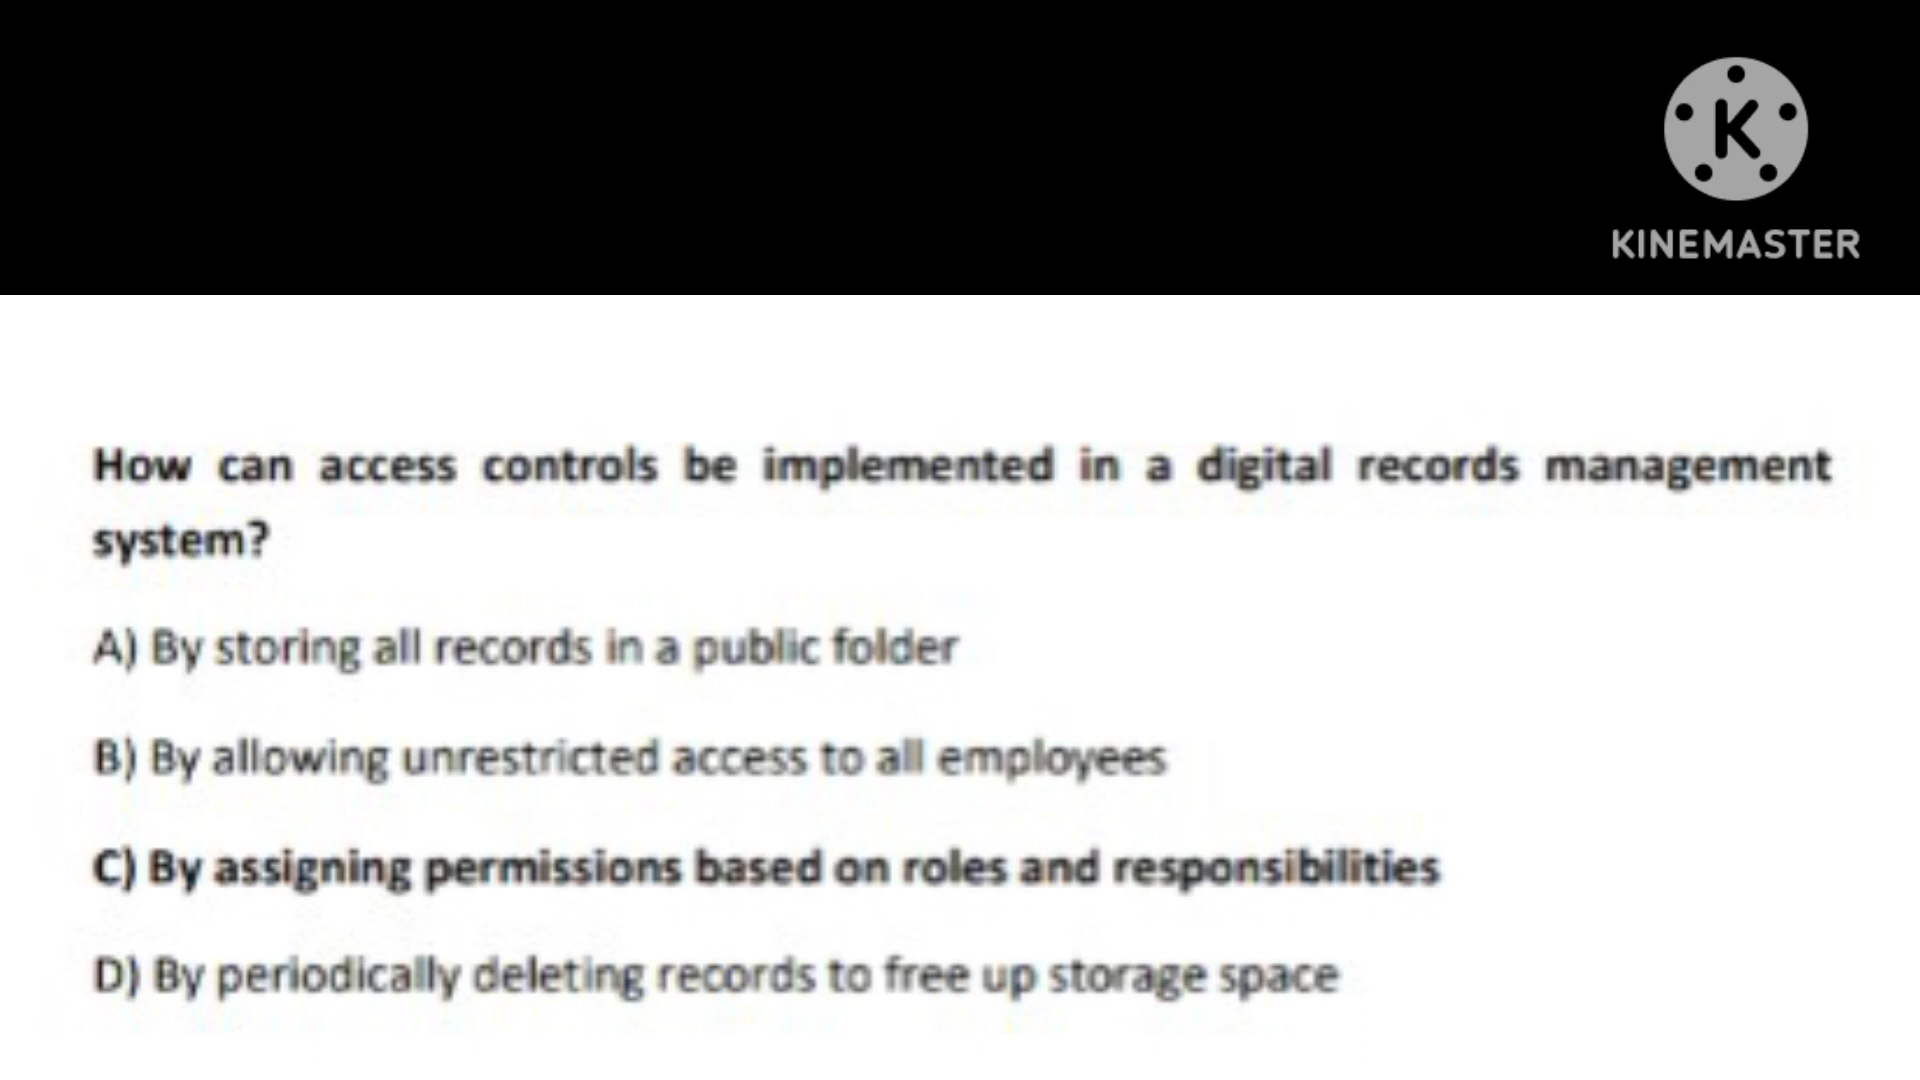 K
KINEMASTER
How can access controls be implemented in a digital records management
system?
A) By storing all records in a public folder
B) By allowing unrestricted access to all employees
C) By assigning permissions based on roles and responsibilities
D) By periodically deleting records to free up storage space